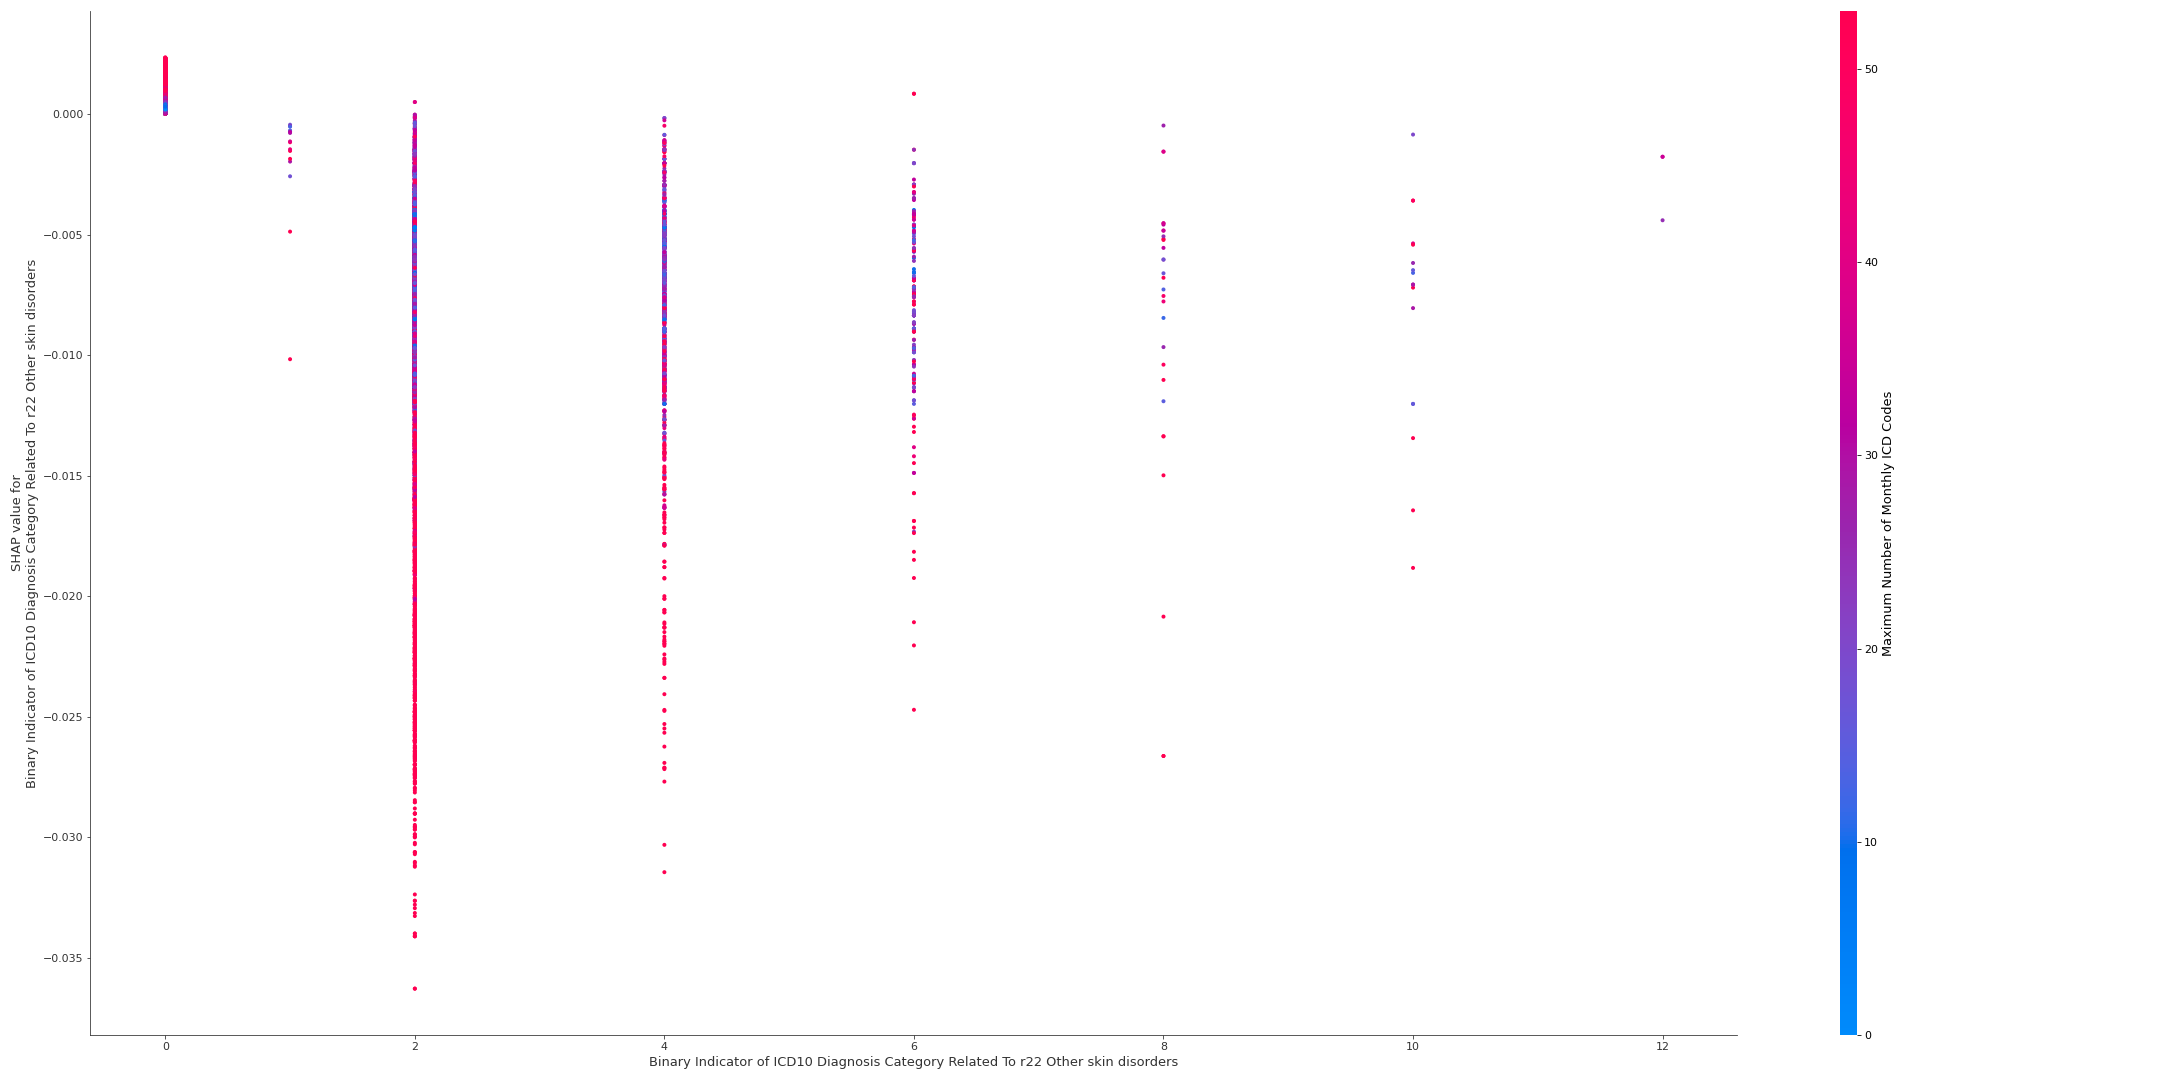 SHAP value for
Binary Indicator of ICD10 Diagnosis Category Related To r22 Other skin disorders
0.000
−0.005
−0.010
−0.015
−0.020
−0.025
−0.030
−0.035
0 2 4 6 8 10 12
Binary Indicator of ICD10 Diagnosis Category Related To r22 Other skin disorders
50
40
30
20
10
0
Maximum Number of Monthly ICD Codes